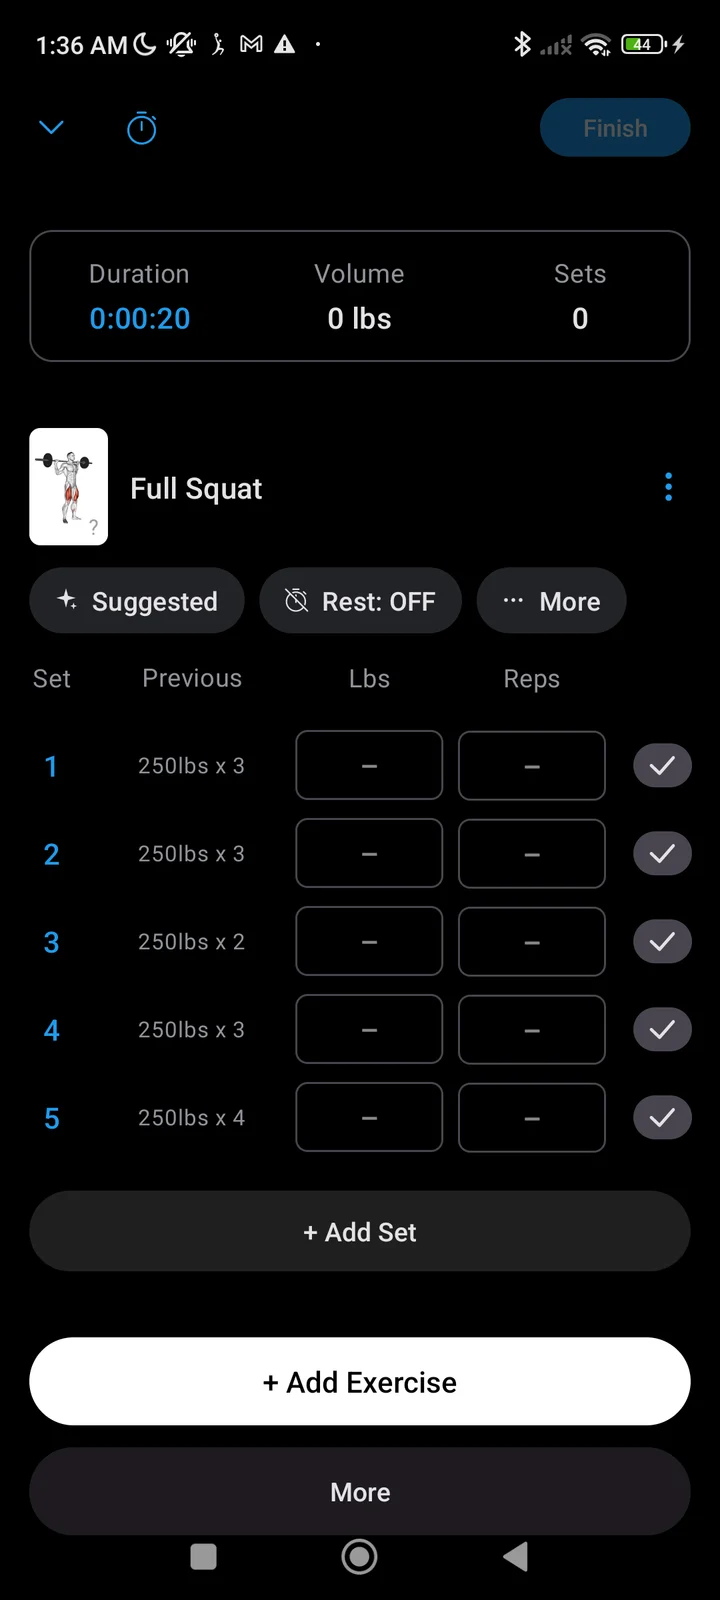 1:36 AM 44
Finish
Duration Volume Sets
0:00:20 0 lbs 0
? Full Squat
Suggested Rest: OFF ··· More
Set Previous Lbs Reps
1 250lbs x 3 – –
2 250lbs x 3 – –
3 250lbs x 2 – –
4 250lbs x 3 – –
5 250lbs x 4 – –
+ Add Set
+ Add Exercise
More